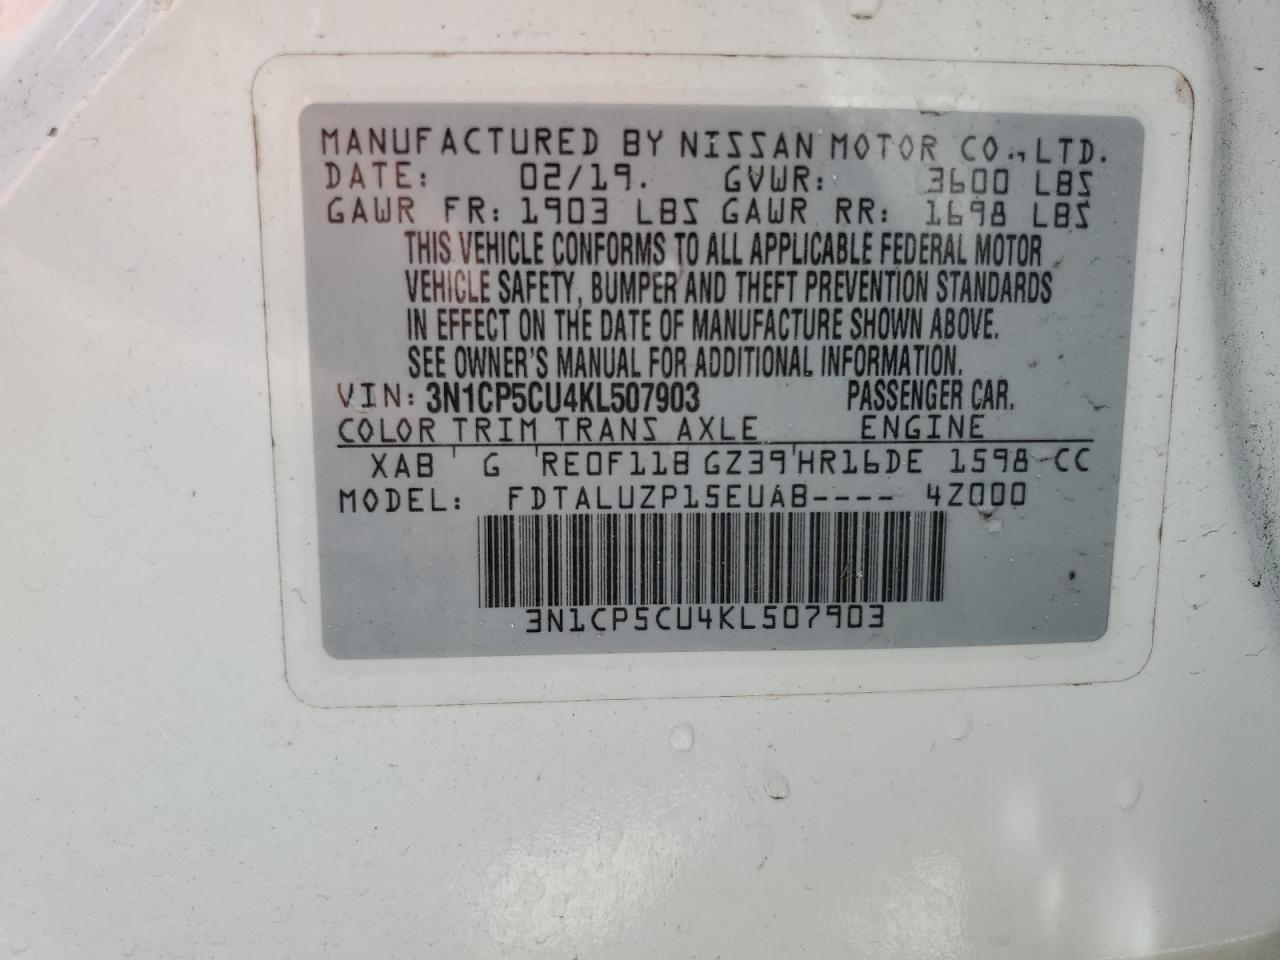 MANUFACTURED BY NISSAN MOTOR CO., LTD.
DATE: 02/19. GVWR: 3600 LBS
GAWR FR: 1903 LBS GAWR RR: 1698 LBS
THIS VEHICLE CONFORMS TO ALL APPLICABLE FEDERAL MOTOR
VEHICLE SAFETY, BUMPER AND THEFT PREVENTION STANDARDS
IN EFFECT ON THE DATE OF MANUFACTURE SHOWN ABOVE.
SEE OWNER'S MANUAL FOR ADDITIONAL INFORMATION.
VIN: 3N1CP5CU4KL507903 PASSENGER CAR.
COLOR TRIM TRANS AXLE ENGINE
XAB G RE0F11B GZ39 HR16DE 1598 CC
MODEL: FDTALUZP15EUAB---- 4Z000
3N1CP5CU4KL507903